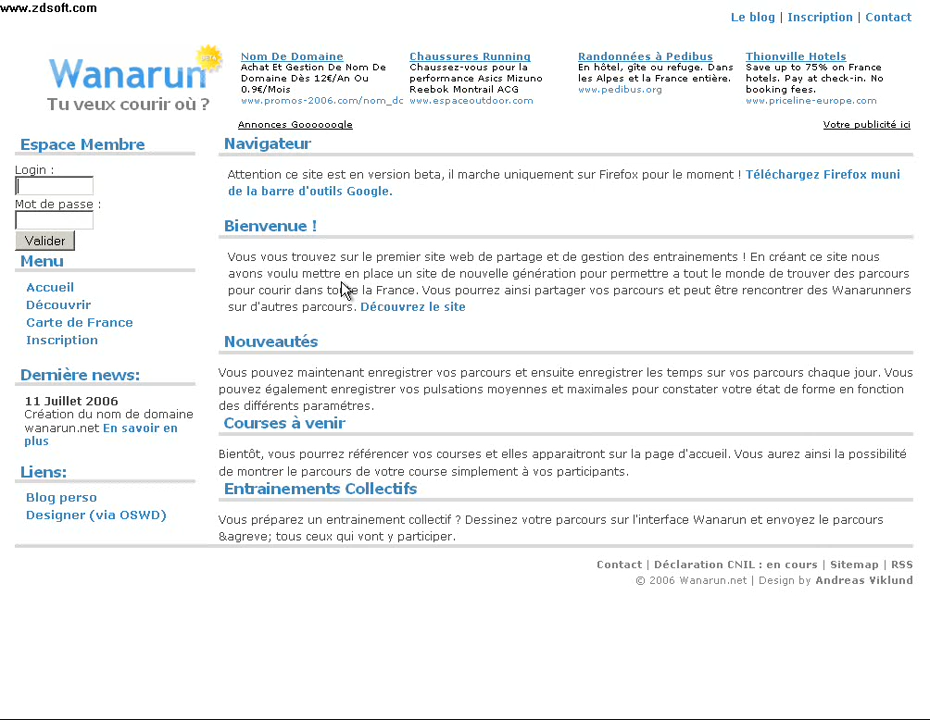 www.zdsoft.com
Le blog | Inscription | Contact
Wanarun
Tu veux courir où ?
Nom De Domaine
Achat Et Gestion De Nom De
Domaine Dès 12€/An Ou
0.9€/Mois
www.promos-2006.com/nom_dc
Chaussures Running
Chaussez-vous pour la
performance Asics Mizuno
Reebok Montrail ACG
www.espaceoutdoor.com
Randonnées à Pedibus
En hôtel, gîte ou refuge. Dans
les Alpes et la France entière.
www.pedibus.org
Thionville Hotels
Save up to 75% on France
hotels. Pay at check-in. No
booking fees.
www.priceline-europe.com
Annonces Goooooogle
Votre publicité ici
Espace Membre
Login :
Mot de passe :
Valider
Menu
Accueil
Découvrir
Carte de France
Inscription
Dernière news:
11 Juillet 2006
Création du nom de domaine
wanarun.net En savoir en
plus
Liens:
Blog perso
Designer (via OSWD)
Navigateur
Attention ce site est en version beta, il marche uniquement sur Firefox pour le moment ! Téléchargez Firefox muni
de la barre d'outils Google.
Bienvenue !
Vous vous trouvez sur le premier site web de partage et de gestion des entrainements ! En créant ce site nous
avons voulu mettre en place un site de nouvelle génération pour permettre a tout le monde de trouver des parcours
pour courir dans toute la France. Vous pourrez ainsi partager vos parcours et peut être rencontrer des Wanarunners
sur d'autres parcours. Découvrez le site
Nouveautés
Vous pouvez maintenant enregistrer vos parcours et ensuite enregistrer les temps sur vos parcours chaque jour. Vous
pouvez également enregistrer vos pulsations moyennes et maximales pour constater votre état de forme en fonction
des différents paramétres.
Courses à venir
Bientôt, vous pourrez référencer vos courses et elles apparaitront sur la page d'accueil. Vous aurez ainsi la possibilité
de montrer le parcours de votre course simplement à vos participants.
Entrainements Collectifs
Vous préparez un entrainement collectif ? Dessinez votre parcours sur l'interface Wanarun et envoyez le parcours
&agreve; tous ceux qui vont y participer.
Contact | Déclaration CNIL : en cours | Sitemap | RSS
© 2006 Wanarun.net | Design by Andreas Viklund